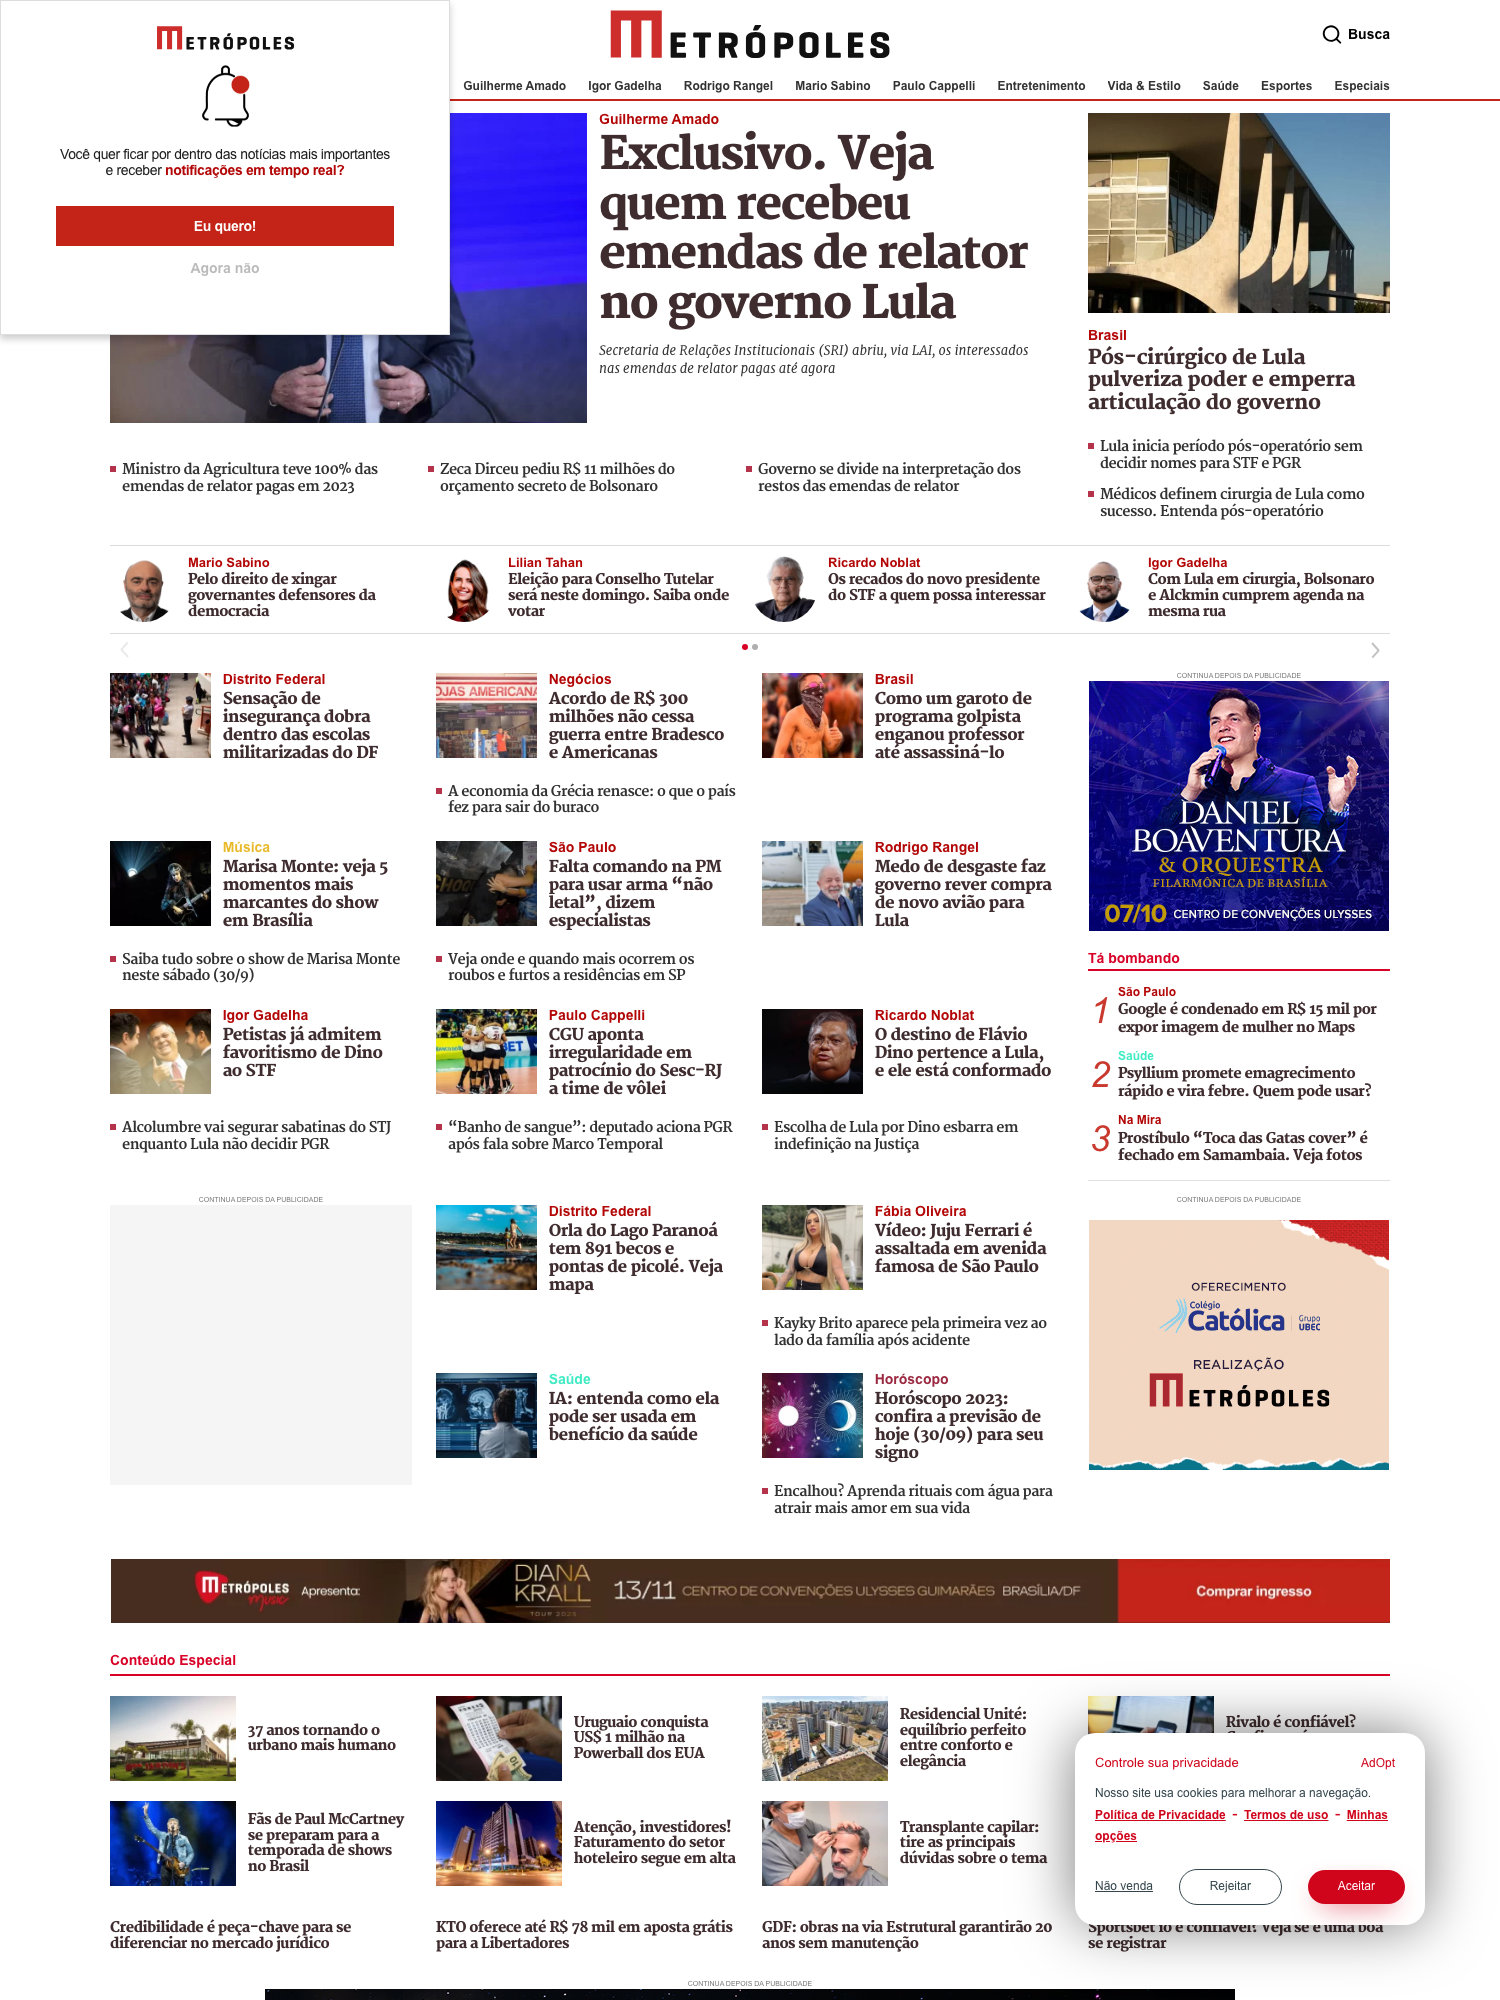 METRÓPOLES
Você quer ficar por dentro das notícias mais importantes
e receber notificações em tempo real?
Eu quero!
Agora não
METRÓPOLES
Busca
Guilherme Amado
Igor Gadelha
Rodrigo Rangel
Mario Sabino
Paulo Cappelli
Entretenimento
Vida & Estilo
Saúde
Esportes
Especiais
Guilherme Amado
Exclusivo. Veja
quem recebeu
emendas de relator
no governo Lula
Secretaria de Relações Institucionais (SRI) abriu, via LAI, os interessados
nas emendas de relator pagas até agora
Brasil
Pós-cirúrgico de Lula
pulveriza poder e emperra
articulação do governo
Lula inicia período pós-operatório sem
decidir nomes para STF e PGR
Médicos definem cirurgia de Lula como
sucesso. Entenda pós-operatório
Ministro da Agricultura teve 100% das
emendas de relator pagas em 2023
Zeca Dirceu pediu R$ 11 milhões do
orçamento secreto de Bolsonaro
Governo se divide na interpretação dos
restos das emendas de relator
Mario Sabino
Pelo direito de xingar
governantes defensores da
democracia
Lilian Tahan
Eleição para Conselho Tutelar
será neste domingo. Saiba onde
votar
Ricardo Noblat
Os recados do novo presidente
do STF a quem possa interessar
Igor Gadelha
Com Lula em cirurgia, Bolsonaro
e Alckmin cumprem agenda na
mesma rua
Distrito Federal
Sensação de
insegurança dobra
dentro das escolas
militarizadas do DF
OJAS AMERICANA
Negócios
Acordo de R$ 300
milhões não cessa
guerra entre Bradesco
e Americanas
A economia da Grécia renasce: o que o país
fez para sair do buraco
Brasil
Como um garoto de
programa golpista
enganou professor
até assassiná-lo
CONTINUA DEPOIS DA PUBLICIDADE
DANIEL
BOAVENTURA
& ORQUESTRA
FILARMÔNICA DE BRASÍLIA
07/10 CENTRO DE CONVENÇÕES ULYSSES
Música
Marisa Monte: veja 5
momentos mais
marcantes do show
em Brasília
Saiba tudo sobre o show de Marisa Monte
neste sábado (30/9)
São Paulo
Falta comando na PM
para usar arma “não
letal”, dizem
especialistas
Veja onde e quando mais ocorrem os
roubos e furtos a residências em SP
Rodrigo Rangel
Medo de desgaste faz
governo rever compra
de novo avião para
Lula
Tá bombando
1
São Paulo
Google é condenado em R$ 15 mil por
expor imagem de mulher no Maps
2
Saúde
Psyllium promete emagrecimento
rápido e vira febre. Quem pode usar?
3
Na Mira
Prostíbulo “Toca das Gatas cover” é
fechado em Samambaia. Veja fotos
Igor Gadelha
Petistas já admitem
favoritismo de Dino
ao STF
Alcolumbre vai segurar sabatinas do STJ
enquanto Lula não decidir PGR
BET
Paulo Cappelli
CGU aponta
irregularidade em
patrocínio do Sesc-RJ
a time de vôlei
“Banho de sangue”: deputado aciona PGR
após fala sobre Marco Temporal
Ricardo Noblat
O destino de Flávio
Dino pertence a Lula,
e ele está conformado
Escolha de Lula por Dino esbarra em
indefinição na Justiça
CONTINUA DEPOIS DA PUBLICIDADE
Distrito Federal
Orla do Lago Paranoá
tem 891 becos e
pontas de picolé. Veja
mapa
Fábia Oliveira
Vídeo: Juju Ferrari é
assaltada em avenida
famosa de São Paulo
Kayky Brito aparece pela primeira vez ao
lado da família após acidente
CONTINUA DEPOIS DA PUBLICIDADE
OFERECIMENTO
Colégio
Católica
Grupo
UBEC
REALIZAÇÃO
METRÓPOLES
Saúde
IA: entenda como ela
pode ser usada em
benefício da saúde
Horóscopo
Horóscopo 2023:
confira a previsão de
hoje (30/09) para seu
signo
Encalhou? Aprenda rituais com água para
atrair mais amor em sua vida
METRÓPOLES
music
Apresenta:
DIANA
KRALL
TOUR 2023
13/11 CENTRO DE CONVENÇÕES ULYSSES GUIMARÃES BRASÍLIA/DF
Comprar ingresso
Conteúdo Especial
37 anos tornando o
urbano mais humano
Uruguaio conquista
US$ 1 milhão na
Powerball dos EUA
Residencial Unité:
equilíbrio perfeito
entre conforto e
elegância
Rivalo é confiável?
Fãs de Paul McCartney
se preparam para a
temporada de shows
no Brasil
Atenção, investidores!
Faturamento do setor
hoteleiro segue em alta
Transplante capilar:
tire as principais
dúvidas sobre o tema
Controle sua privacidade
AdOpt
Nosso site usa cookies para melhorar a navegação.
Política de Privacidade - Termos de uso - Minhas
opções
Não venda
Rejeitar
Aceitar
Credibilidade é peça-chave para se
diferenciar no mercado jurídico
KTO oferece até R$ 78 mil em aposta grátis
para a Libertadores
GDF: obras na via Estrutural garantirão 20
anos sem manutenção
Sportsbet io é confiável? Veja se é uma boa
se registrar
CONTINUA DEPOIS DA PUBLICIDADE